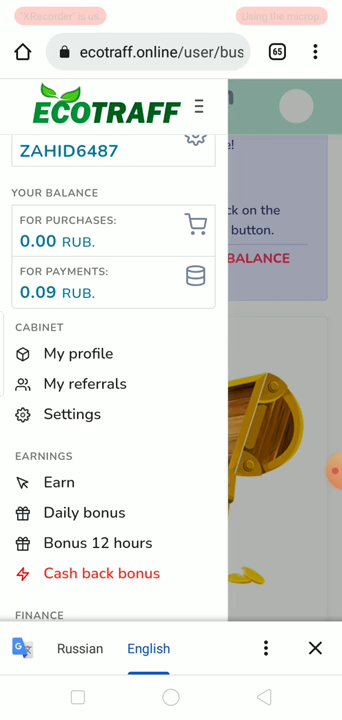 "XRecorder" is us..
Using the microp..
ecotraff.online/user/bus
65
ECOTRAFF
e!
ZAHID6487
YOUR BALANCE
ck on the
FOR PURCHASES:
button.
0.00 RUB.
BALANCE
FOR PAYMENTS:
0.09 RUB.
CABINET
My profile
My referrals
Settings
EARNINGS
Earn
Daily bonus
Bonus 12 hours
Cash back bonus
FINANCE
Russian
English